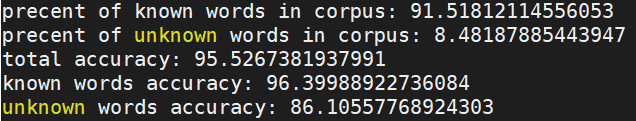 precent of known words in corpus: 91.51812114556053
precent of unknown words in corpus: 8.48187885443947
total accuracy: 95.5267381937991
known words accuracy: 96.39988922736084
unknown words accuracy: 86.10557768924303